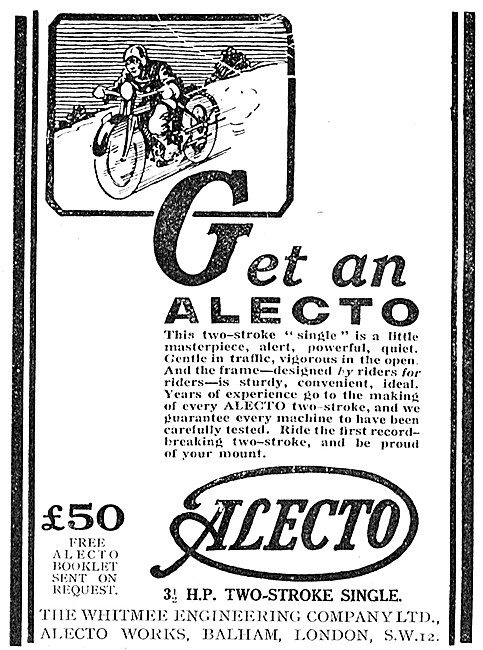 Get an
ALECTO
This two-stroke "single" is a little
masterpiece, alert, powerful, quiet.
Gentle in traffic, vigorous in the open.
And the frame—designed by riders for
riders—is sturdy, convenient, ideal.
Years of experience go to the making
of every ALECTO two-stroke, and we
guarantee every machine to have been
carefully tested. Ride the first record-
breaking two-stroke, and be proud
of your mount.
£50
FREE
ALECTO
BOOKLET
SENT ON
REQUEST.
ALECTO
3½ H.P. TWO-STROKE SINGLE.
THE WHITMEE ENGINEERING COMPANY LTD.,
ALECTO WORKS, BALHAM, LONDON, S.W.12.